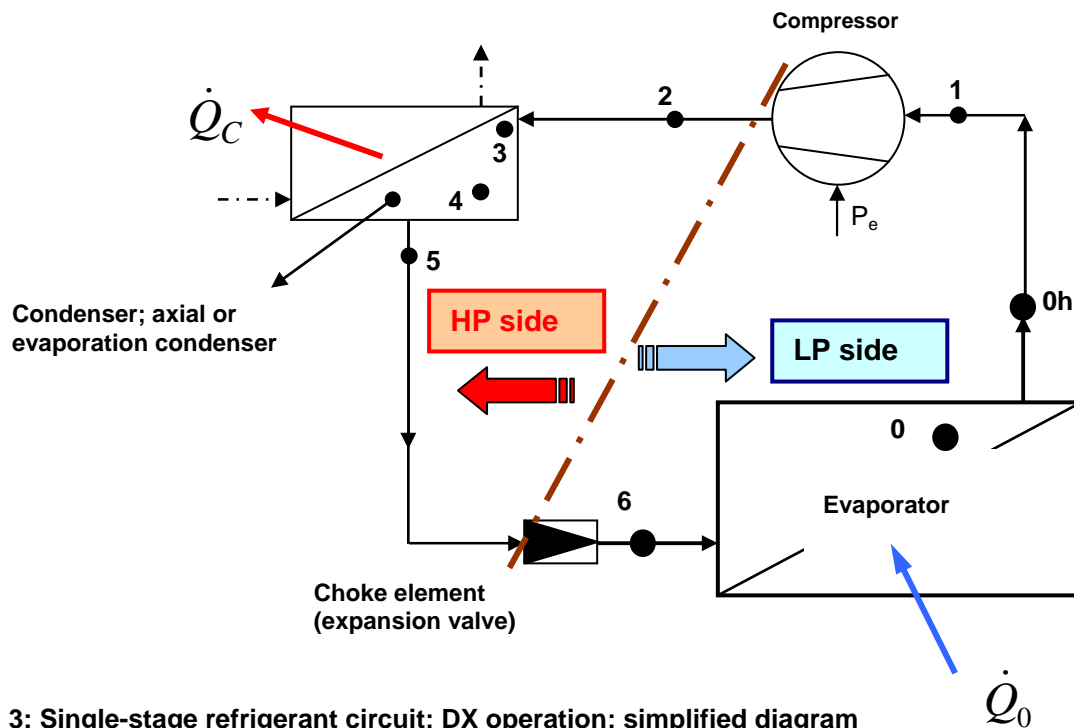 Compressor
2
1
Q̇C
3
4
Pe
5
0h
Condenser; axial or
evaporation condenser
HP side
LP side
0
6
Evaporator
Choke element
(expansion valve)
Q̇0
3: Single-stage refrigerant circuit; DX operation; simplified diagram